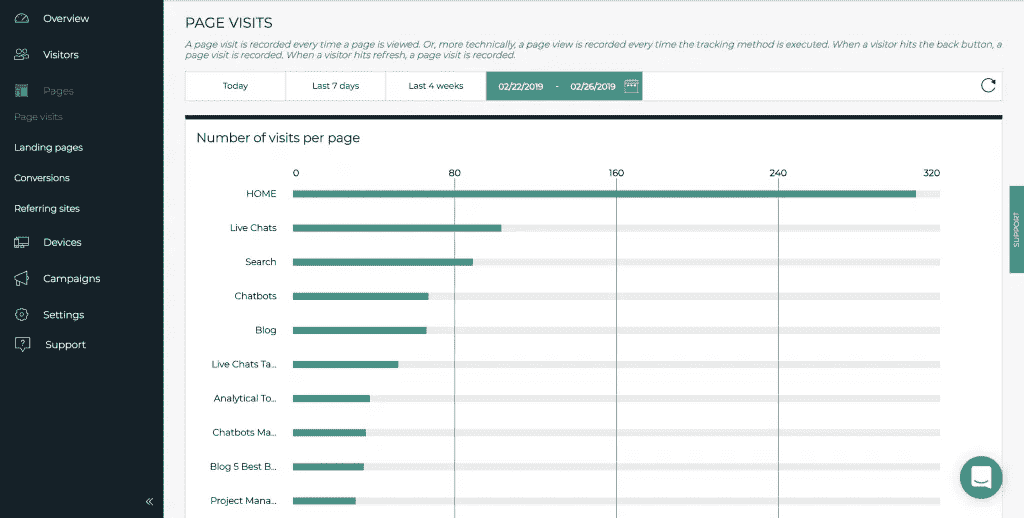 Overview
Visitors
Pages
Page visits
Landing pages
Conversions
Referring sites
Devices
Campaigns
Settings
Support
PAGE VISITS
A page visit is recorded every time a page is viewed. Or, more technically, a page view is recorded every time the tracking method is executed. When a visitor hits the back button, a
page visit is recorded. When a visitor hits refresh, a page visit is recorded.
Today Last 7 days Last 4 weeks 02/22/2019 - 02/26/2019
Number of visits per page
0 80 160 240 320
HOME
Live Chats
Search
Chatbots
Blog
Live Chats Ta...
Analytical To...
Chatbots Ma...
Blog 5 Best B...
Project Mana...
SUPPORT